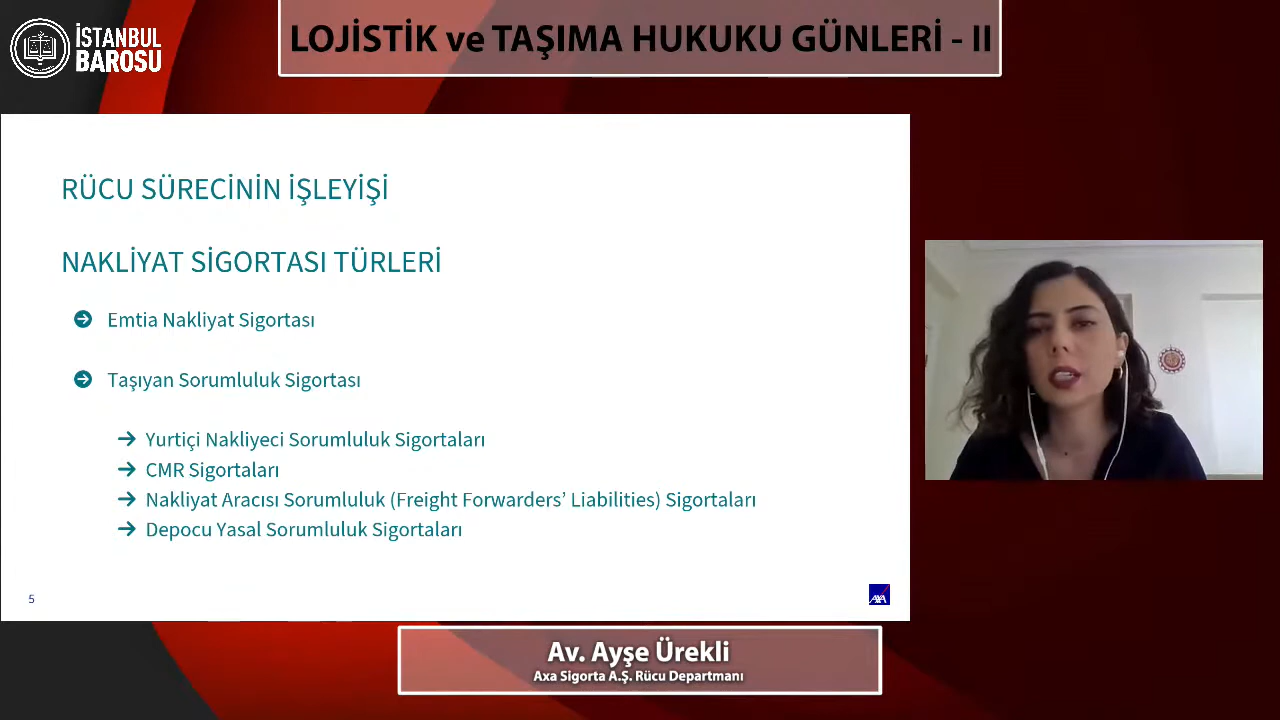 İSTANBUL
BAROSU
LOJİSTİK ve TAŞIMA HUKUKU GÜNLERİ - II
RÜCU SÜRECİNİN İŞLEYİŞİ
NAKLİYAT SİGORTASI TÜRLERİ
Emtia Nakliyat Sigortası
Taşıyan Sorumluluk Sigortası
Yurtiçi Nakliyeci Sorumluluk Sigortaları
CMR Sigortaları
Nakliyat Aracısı Sorumluluk (Freight Forwarders’ Liabilities) Sigortaları
Depocu Yasal Sorumluluk Sigortaları
5
AXA
Av. Ayşe Ürekli
Axa Sigorta A.Ş. Rücu Departmanı